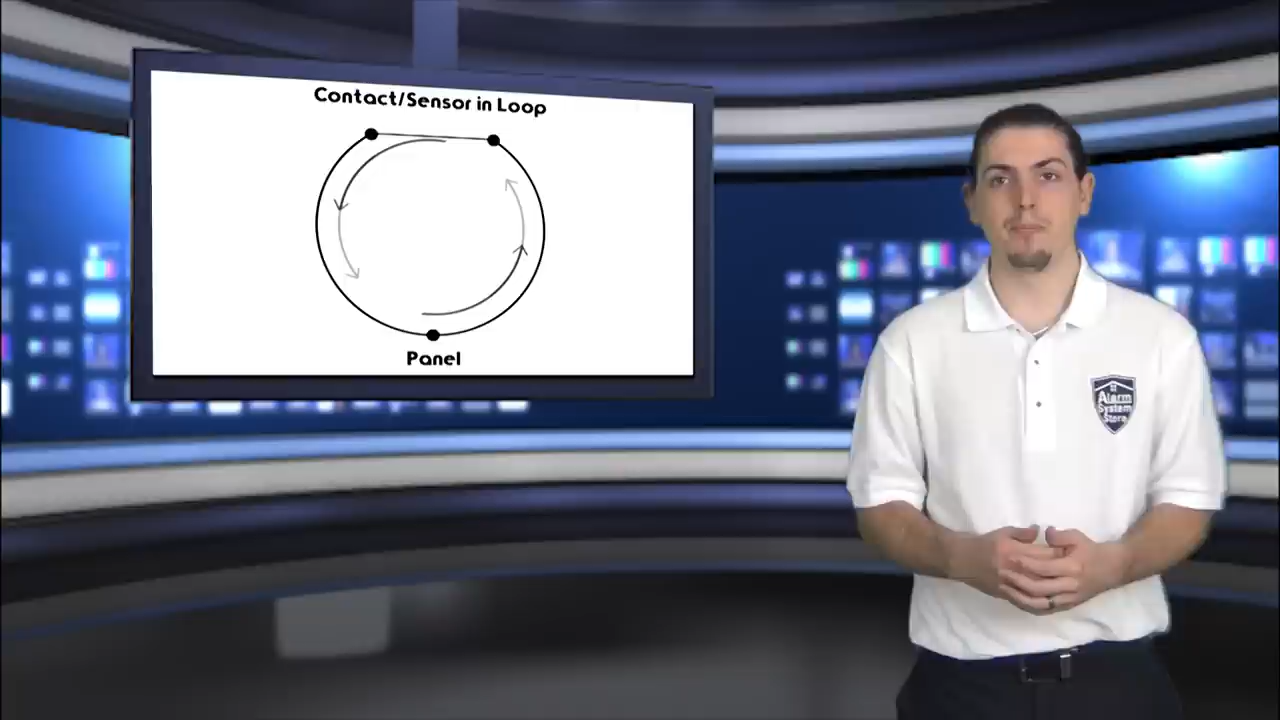 Contact/Sensor in Loop
Panel
Alarm
System
Store